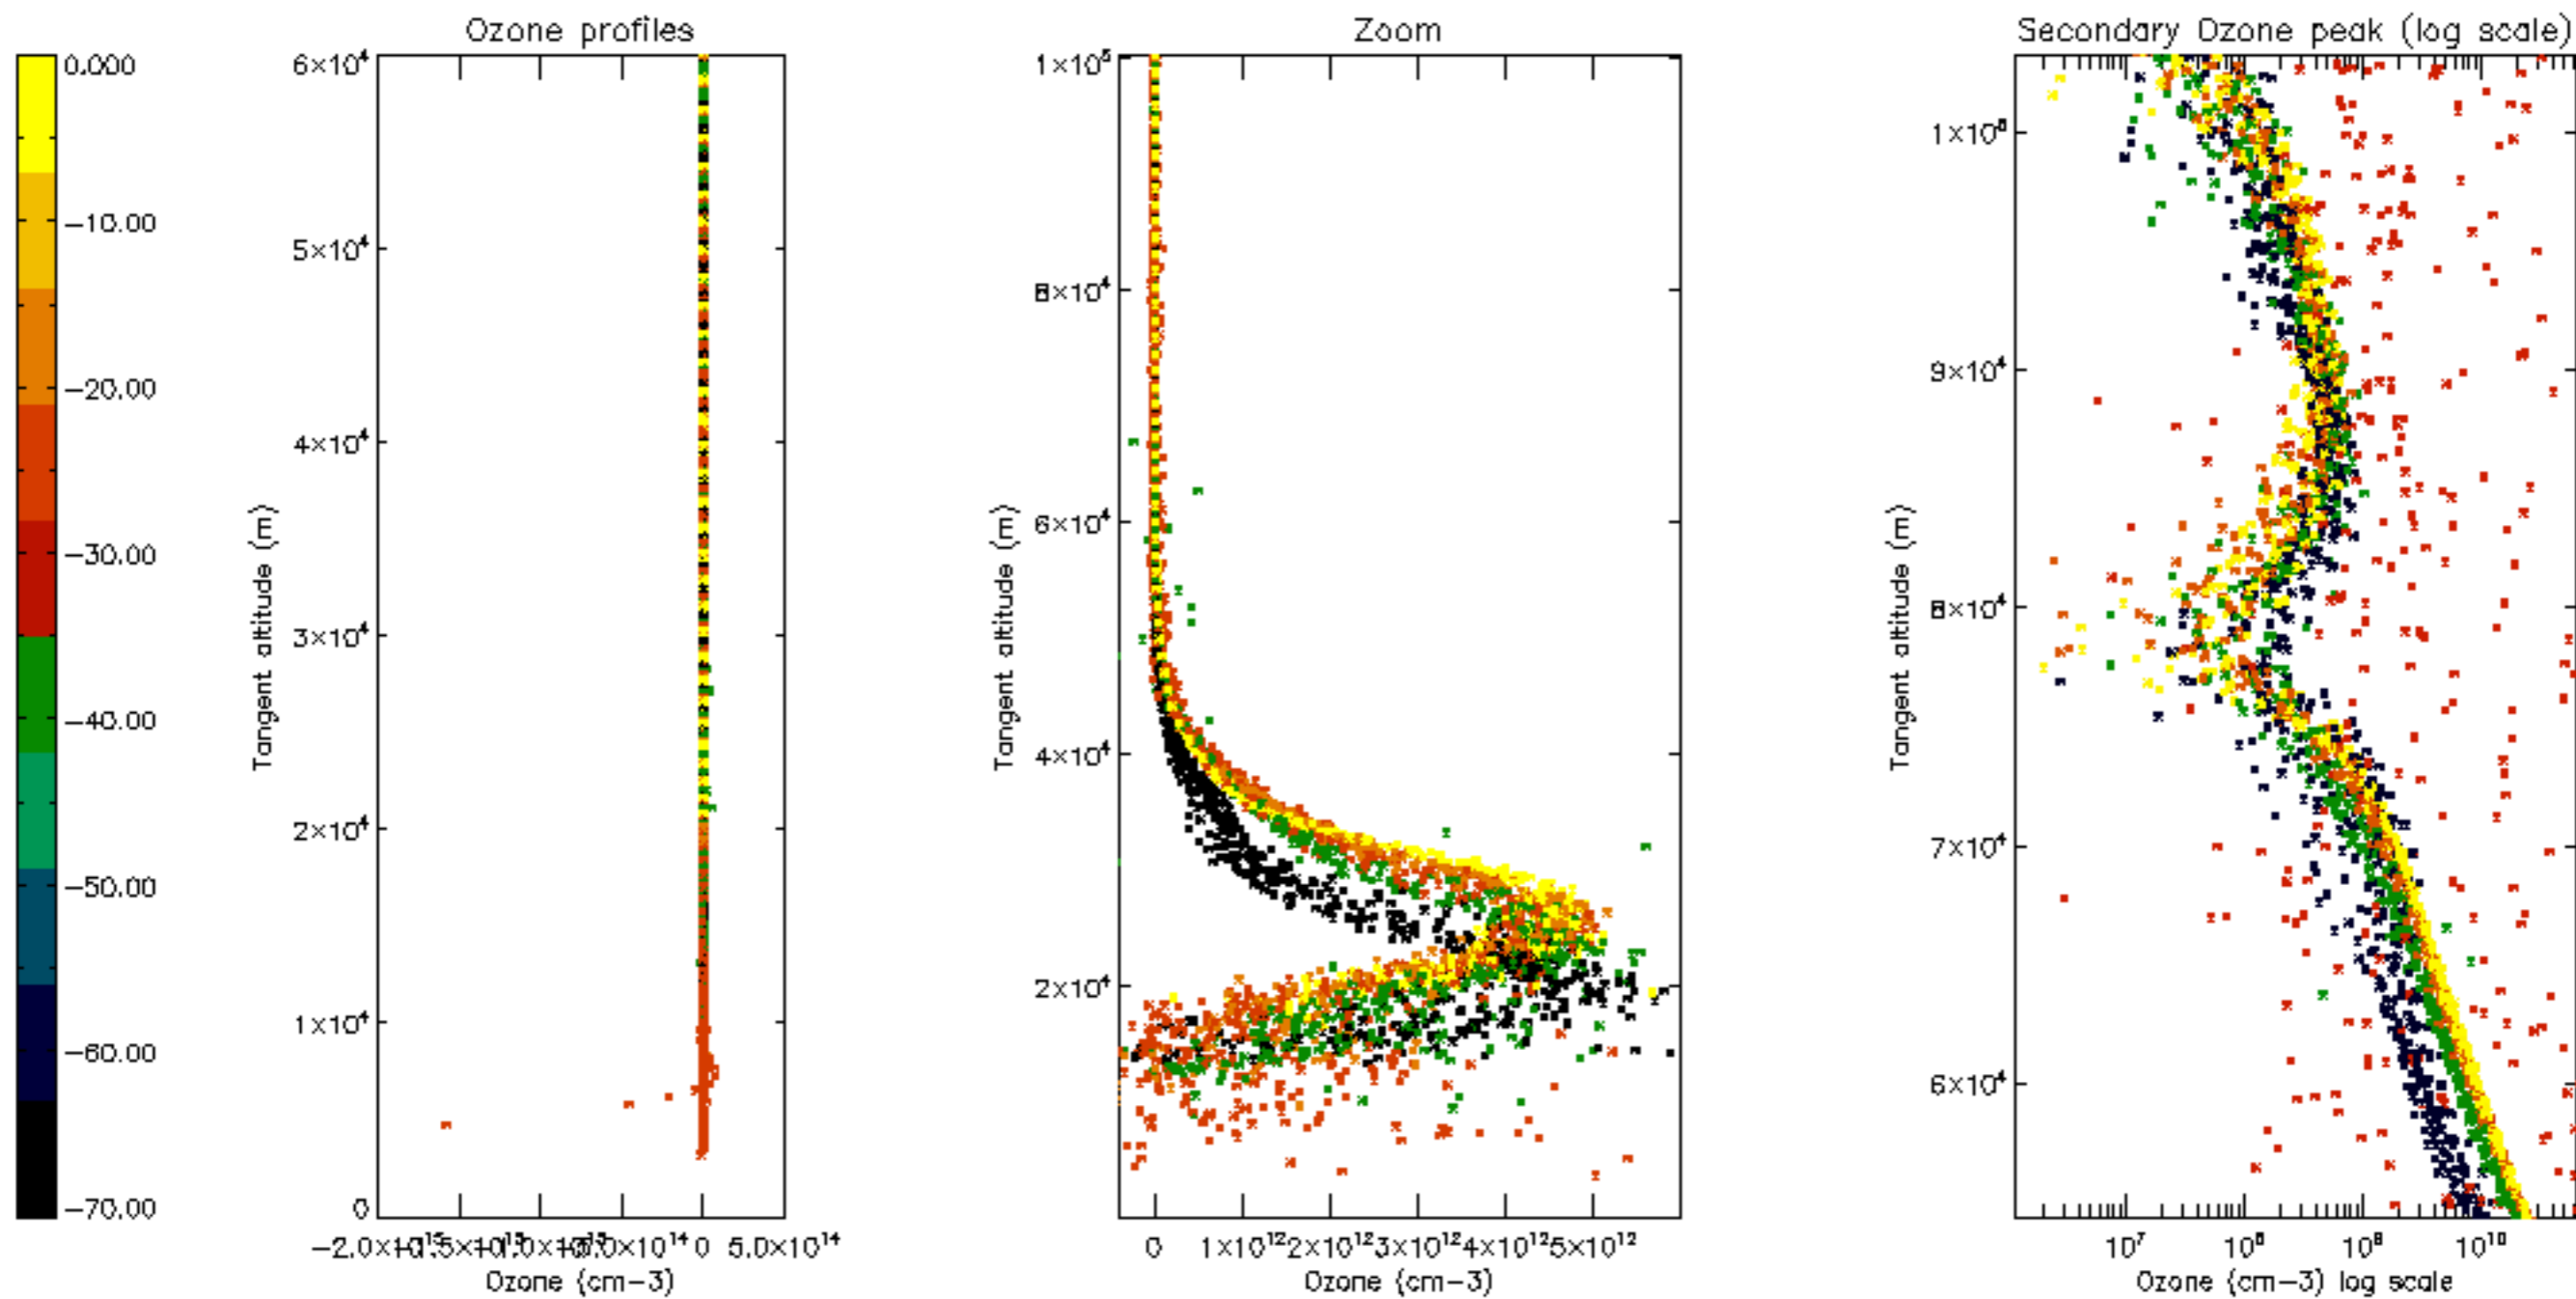 Ozone profiles
Zoom
Secondary Ozone peak (log scale)
0.000
-10.00
-20.00
-30.00
-40.00
-50.00
-60.00
-70.00
6×10⁴
5×10⁴
4×10⁴
3×10⁴
2×10⁴
1×10⁴
0
Tangent altitude (m)
0 5.0×10¹⁴
Ozone (cm-3)
1×10⁵
8×10⁴
6×10⁴
4×10⁴
2×10⁴
Tangent altitude (m)
0 1×10¹² 2×10¹² 3×10¹² 4×10¹² 5×10¹²
Ozone (cm-3)
9×10⁴
8×10⁴
7×10⁴
6×10⁴
Tangent altitude (m)
10⁷ 10⁸ 10⁹ 10¹⁰
Ozone (cm-3) log scale